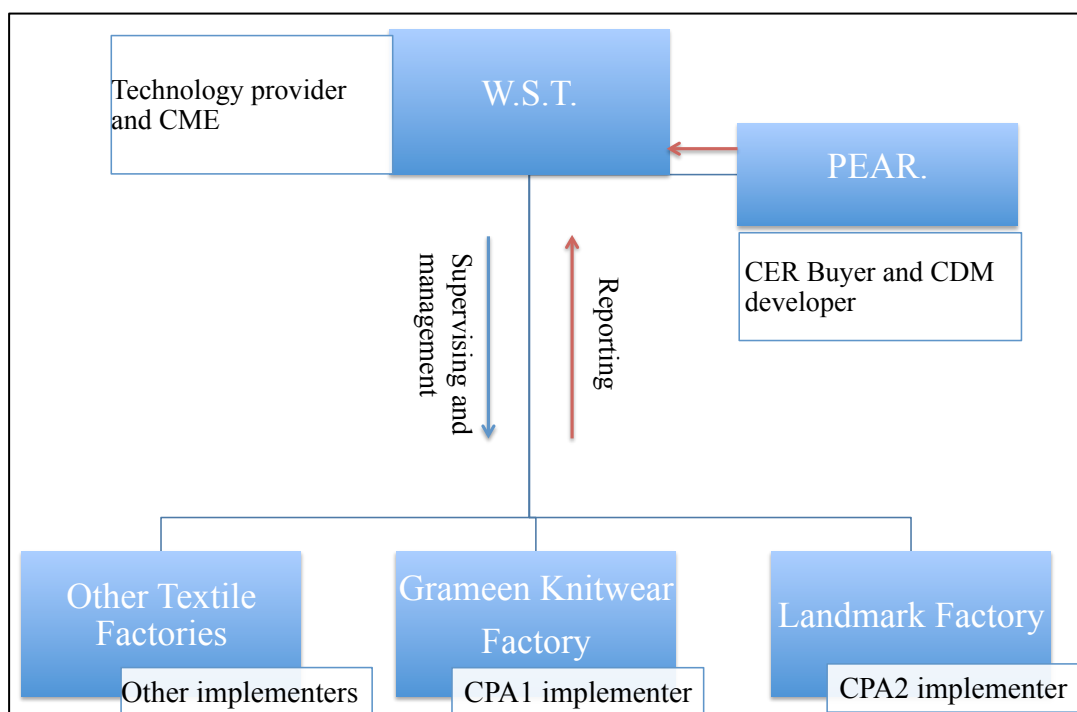 Technology provider
and CME
W.S.T.
PEAR.
CER Buyer and CDM
developer
Supervising and
management
Reporting
Other Textile
Factories
Other implementers
Grameen Knitwear
Factory
CPA1 implementer
Landmark Factory
CPA2 implementer